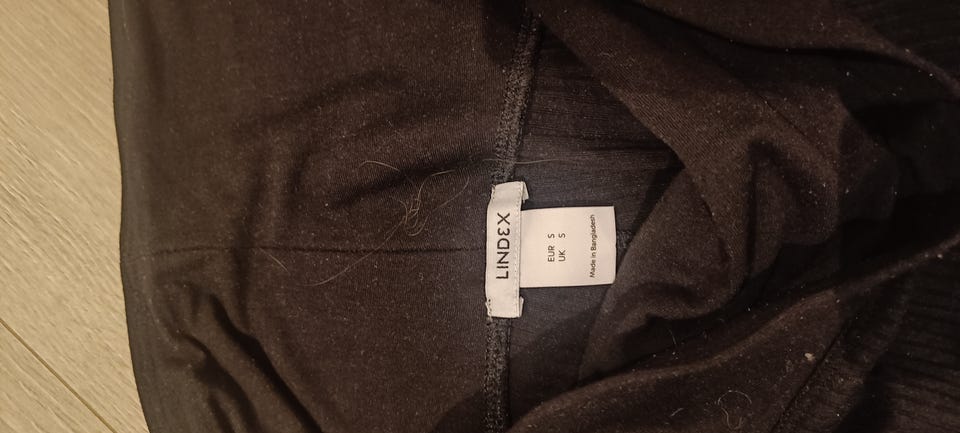 LINDEX
EUR S
UK S
Made in Bangladesh